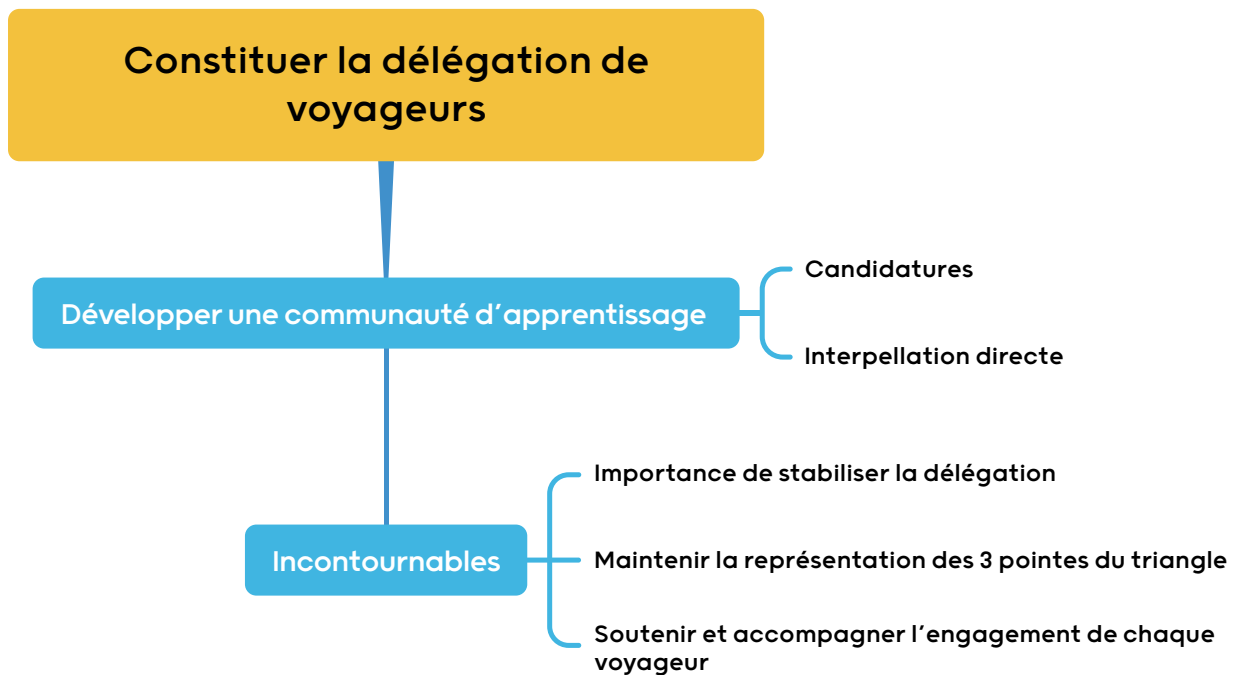 Constituer la délégation de
voyageurs
Développer une communauté d'apprentissage
Candidatures
Interpellation directe
Incontournables
Importance de stabiliser la délégation
Maintenir la représentation des 3 pointes du triangle
Soutenir et accompagner l'engagement de chaque
voyageur